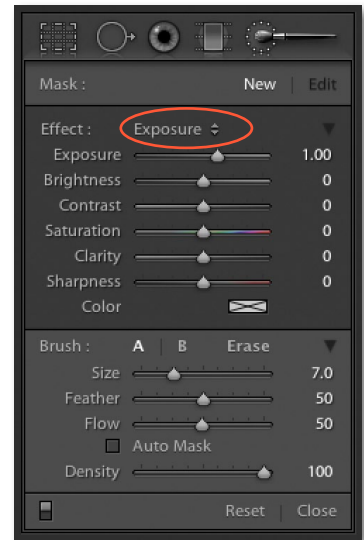 Mask : New | Edit
Effect : Exposure
Exposure 1.00
Brightness 0
Contrast 0
Saturation 0
Clarity 0
Sharpness 0
Color
Brush : A | B Erase
Size 7.0
Feather 50
Flow 50
Auto Mask
Density 100
Reset | Close